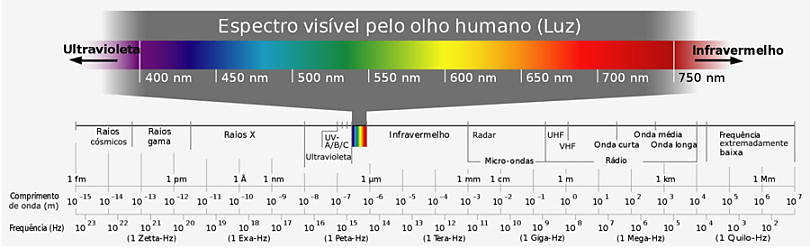 Espectro visível pelo olho humano (Luz)
Ultravioleta
Infravermelho
400 nm 450 nm 500 nm 550 nm 600 nm 650 nm 700 nm 750 nm
Raios cósmicos
Raios gama
Raios X
UV-A/B/C
Ultravioleta
Infravermelho
Radar
Micro-ondas
UHF
VHF
Onda curta
Onda média
Onda longa
Rádio
Frequência extremadamente baixa
1 fm 1 pm 1 Å 1 nm 1 μm 1 mm 1 cm 1 m 1 km 1 Mm
Comprimento de onda (m) 10⁻¹⁵ 10⁻¹⁴ 10⁻¹³ 10⁻¹² 10⁻¹¹ 10⁻¹⁰ 10⁻⁹ 10⁻⁸ 10⁻⁷ 10⁻⁶ 10⁻⁵ 10⁻⁴ 10⁻³ 10⁻² 10⁻¹ 10⁰ 10¹ 10² 10³ 10⁴ 10⁵ 10⁶ 10⁷
Frequência (Hz) 10²³ 10²² 10²¹ 10²⁰ 10¹⁹ 10¹⁸ 10¹⁷ 10¹⁶ 10¹⁵ 10¹⁴ 10¹³ 10¹² 10¹¹ 10¹⁰ 10⁹ 10⁸ 10⁷ 10⁶ 10⁵ 10⁴ 10³ 10²
(1 Zetta-Hz) (1 Exa-Hz) (1 Peta-Hz) (1 Tera-Hz) (1 Giga-Hz) (1 Mega-Hz) (1 Quilo-Hz)